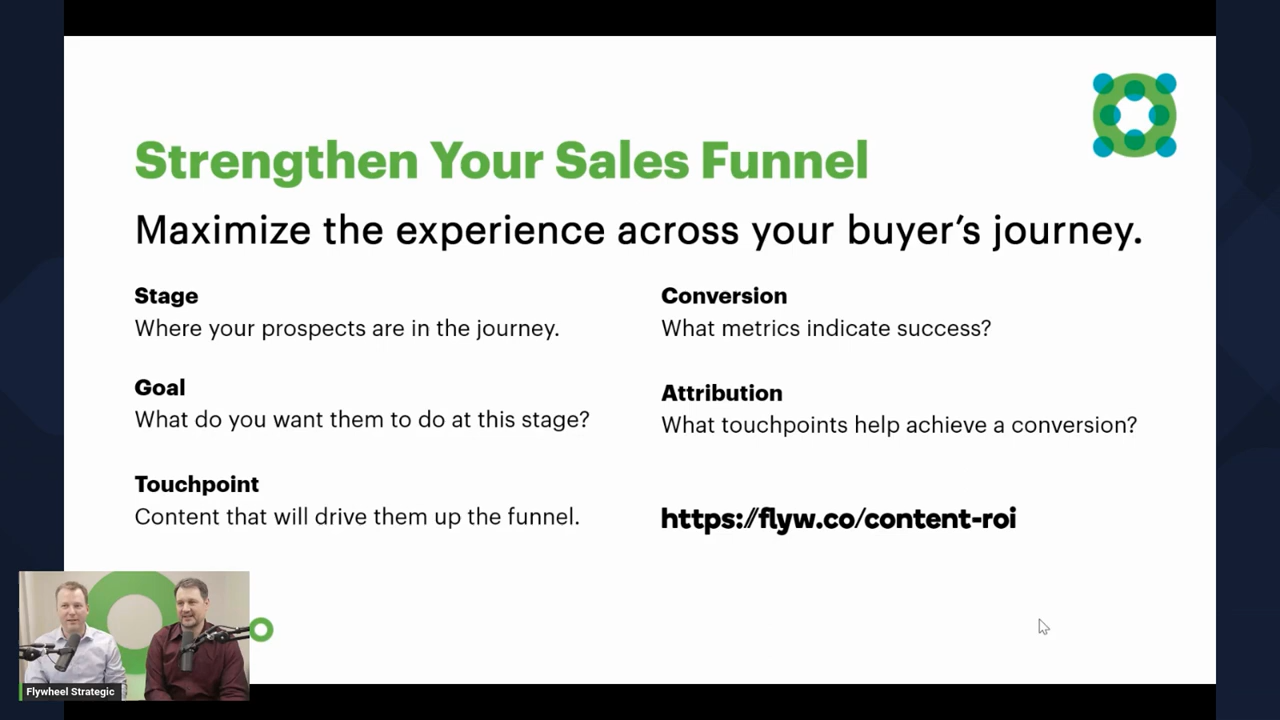 Strengthen Your Sales Funnel
Maximize the experience across your buyer’s journey.
Stage
Where your prospects are in the journey.
Goal
What do you want them to do at this stage?
Touchpoint
Content that will drive them up the funnel.
Conversion
What metrics indicate success?
Attribution
What touchpoints help achieve a conversion?
https://flyw.co/content-roi
Flywheel Strategic